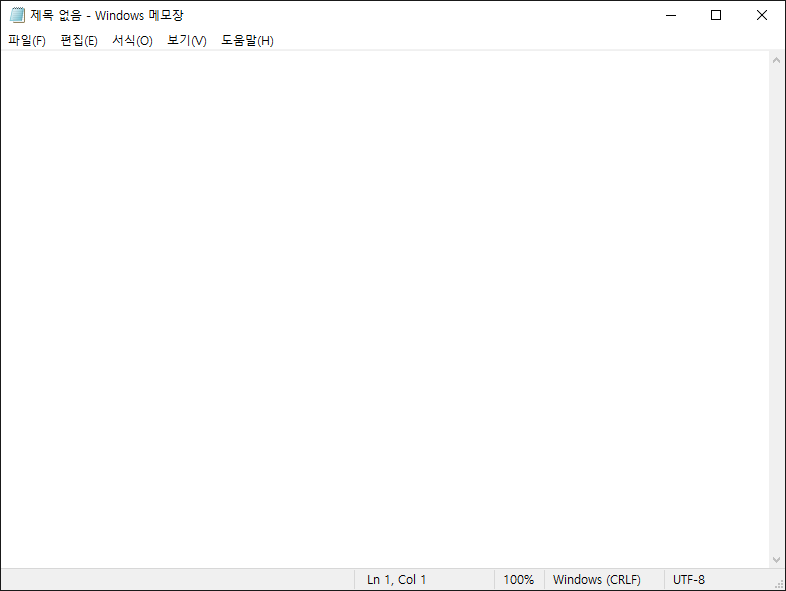 제목 없음 - Windows 메모장
파일(F) 편집(E) 서식(O) 보기(V) 도움말(H)
Ln 1, Col 1 100% Windows (CRLF) UTF-8